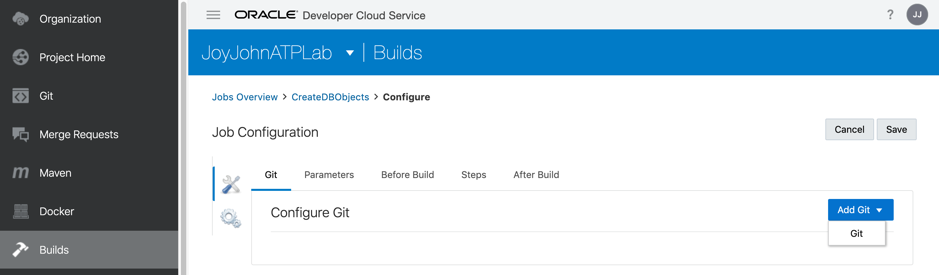 Organization
Project Home
Git
Merge Requests
m Maven
Docker
Builds
ORACLE® Developer Cloud Service
? JJ
JoyJohnATPLab | Builds
Jobs Overview > CreateDBObjects > Configure
Job Configuration
Cancel Save
Git Parameters Before Build Steps After Build
Configure Git
Add Git
Git